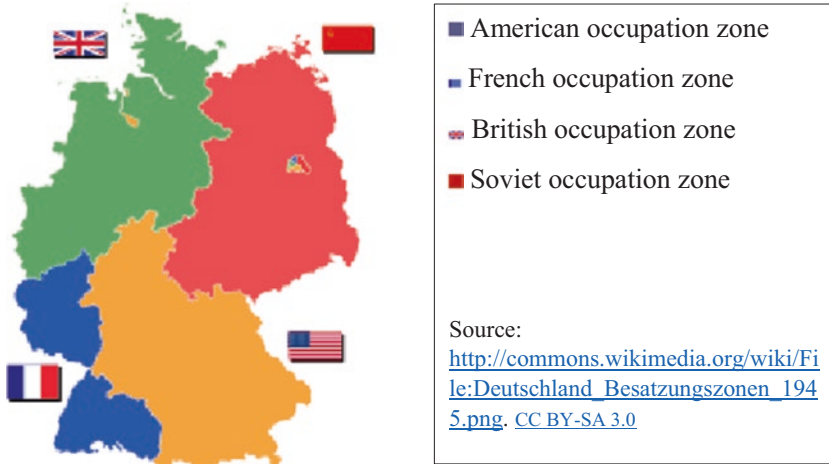 American occupation zone
French occupation zone
British occupation zone
Soviet occupation zone
Source:
http://commons.wikimedia.org/wiki/Fi
le:Deutschland_Besatzungszonen_194
5.png. CC BY-SA 3.0